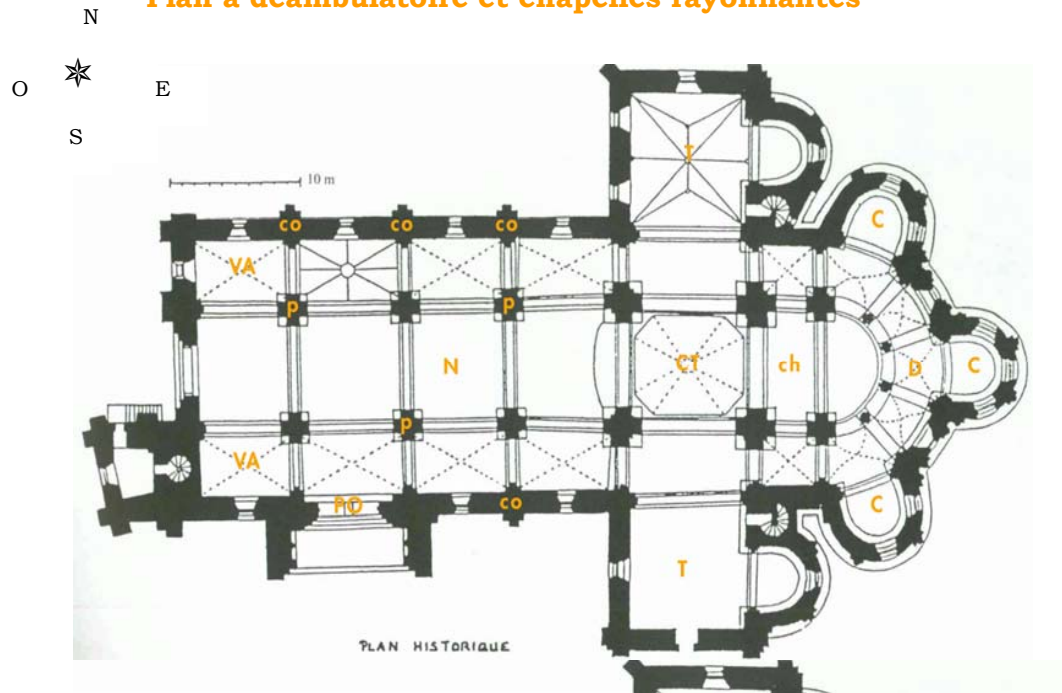 Plan à déambulatoire et chapelles rayonnantes
N
O E
S
10 m
T
co co co
C
VA
p p
N CT ch D C
p
VA
PO co C
T
PLAN HISTORIQUE